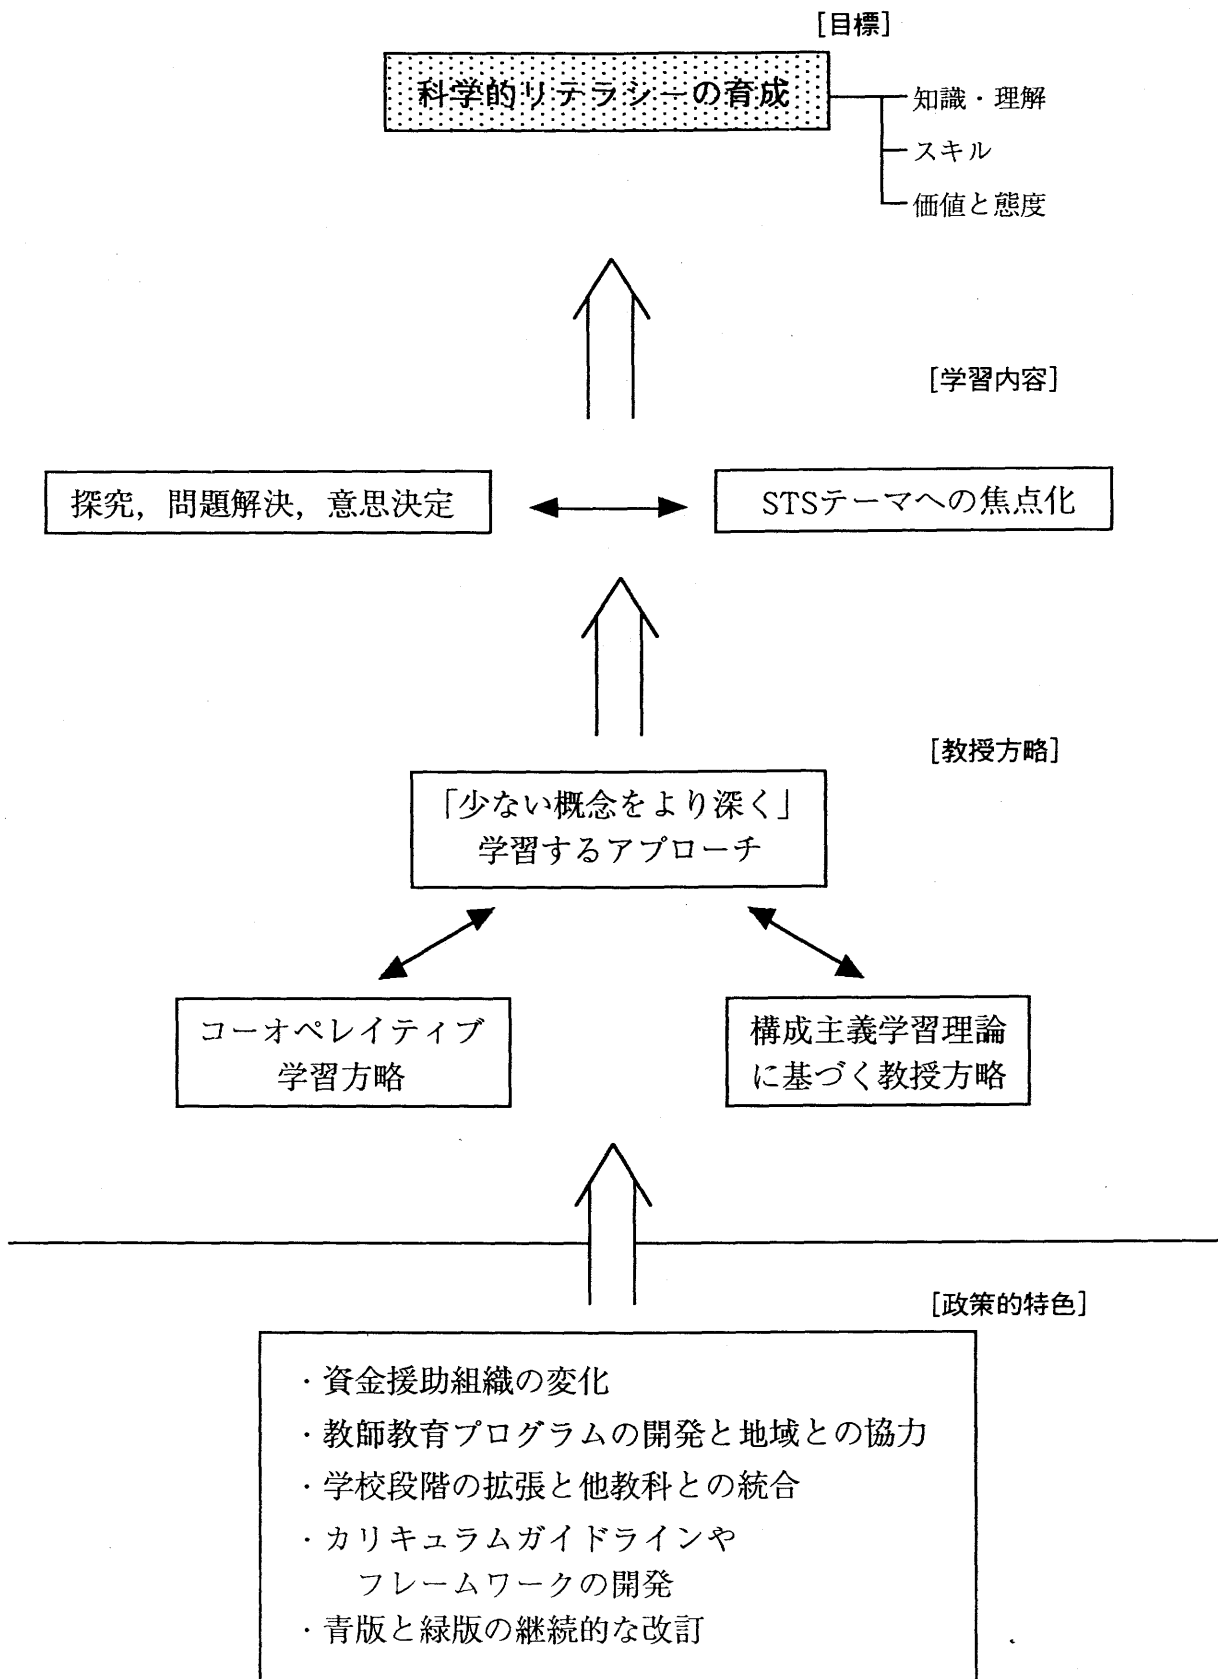 [目標]
科学的リテラシーの育成
知識・理解
スキル
価値と態度
[学習内容]
探究，問題解決，意思決定
STSテーマへの焦点化
[教授方略]
「少ない概念をより深く」
学習するアプローチ
コーオペレイティブ
学習方略
構成主義学習理論
に基づく教授方略
[政策的特色]
・資金援助組織の変化
・教師教育プログラムの開発と地域との協力
・学校段階の拡張と他教科との統合
・カリキュラムガイドラインや
フレームワークの開発
・青版と緑版の継続的な改訂